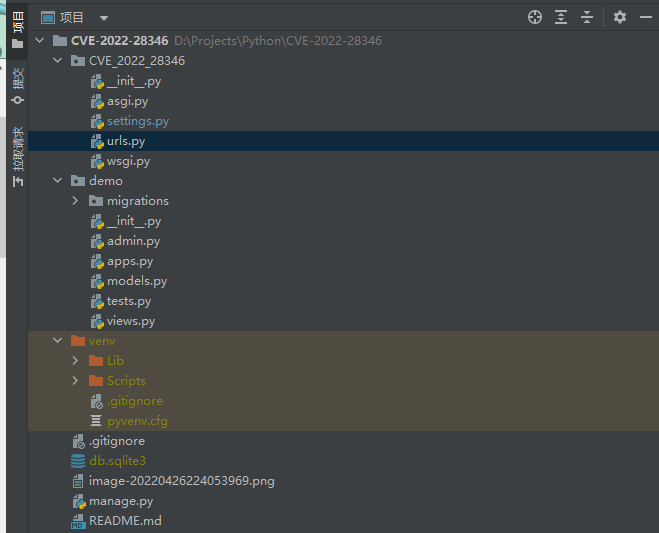 项目
CVE-2022-28346 D:\Projects\Python\CVE-2022-28346
CVE_2022_28346
__init__.py
asgi.py
settings.py
urls.py
wsgi.py
demo
migrations
__init__.py
admin.py
apps.py
models.py
tests.py
views.py
venv
Lib
Scripts
.gitignore
pyvenv.cfg
.gitignore
db.sqlite3
image-20220426224053969.png
manage.py
MD README.md
项目
提交
拉取请求